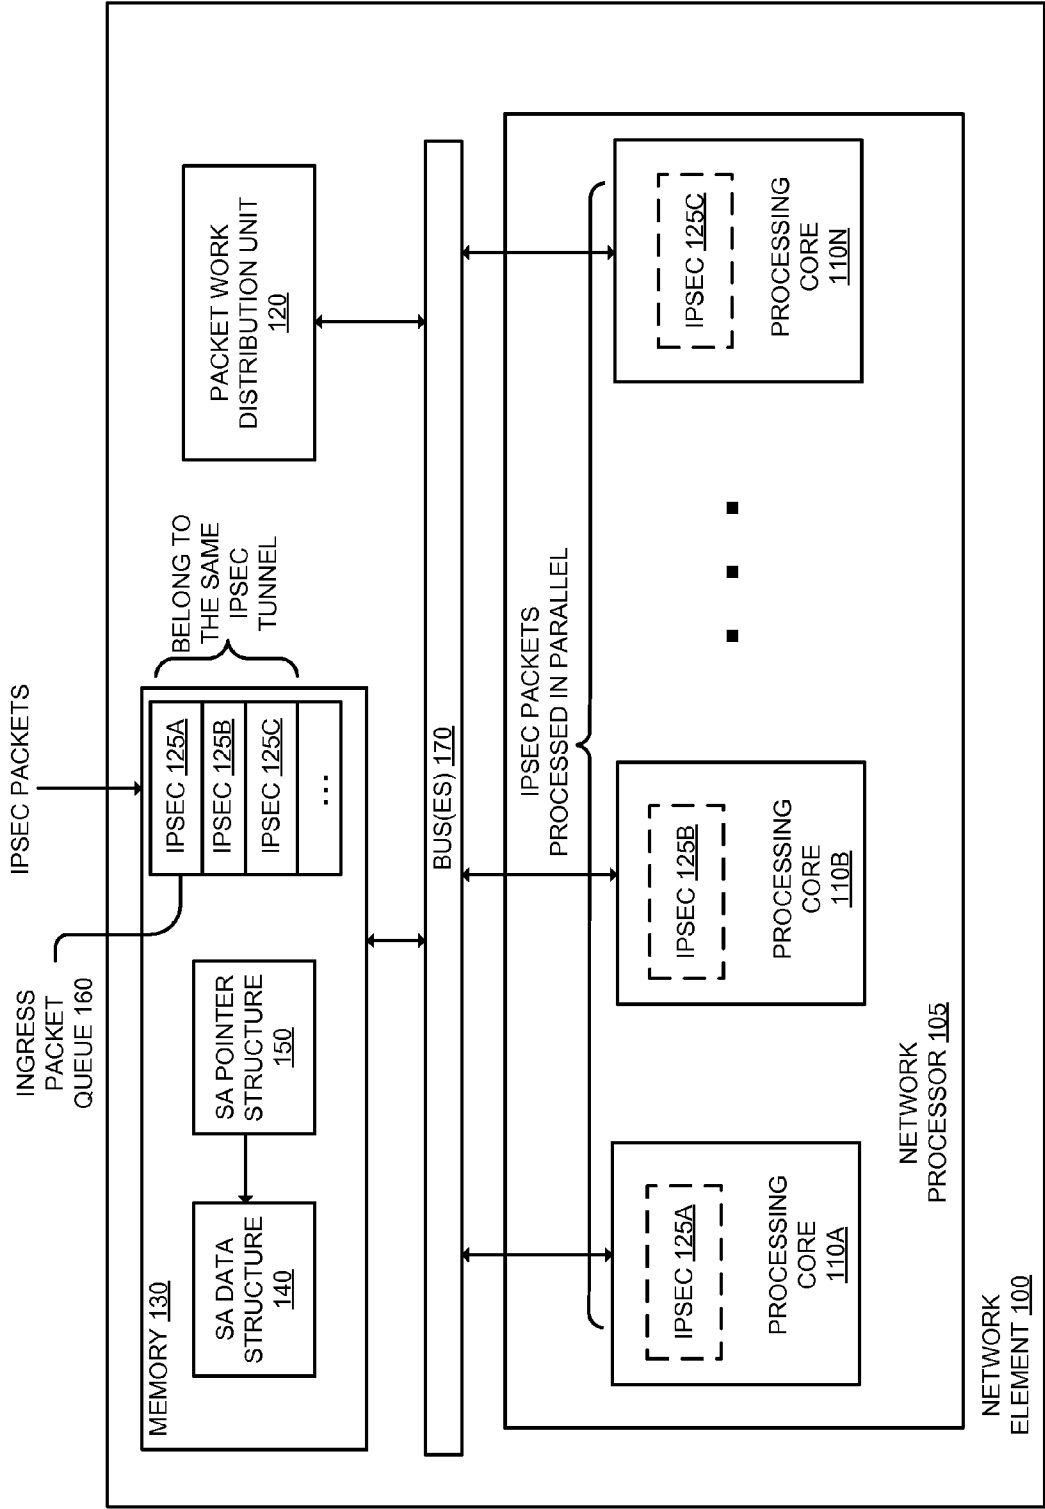 IPSEC PACKETS
INGRESS
PACKET
QUEUE 160
MEMORY 130
SA DATA
STRUCTURE
140
SA POINTER
STRUCTURE
150
IPSEC 125A
IPSEC 125B
IPSEC 125C
...
BELONG TO
THE SAME
IPSEC
TUNNEL
PACKET WORK
DISTRIBUTION UNIT
120
BUS(ES) 170
IPSEC PACKETS
PROCESSED IN PARALLEL
IPSEC 125A
PROCESSING
CORE
110A
IPSEC 125B
PROCESSING
CORE
110B
IPSEC 125C
PROCESSING
CORE
110N
NETWORK
PROCESSOR 105
NETWORK
ELEMENT 100